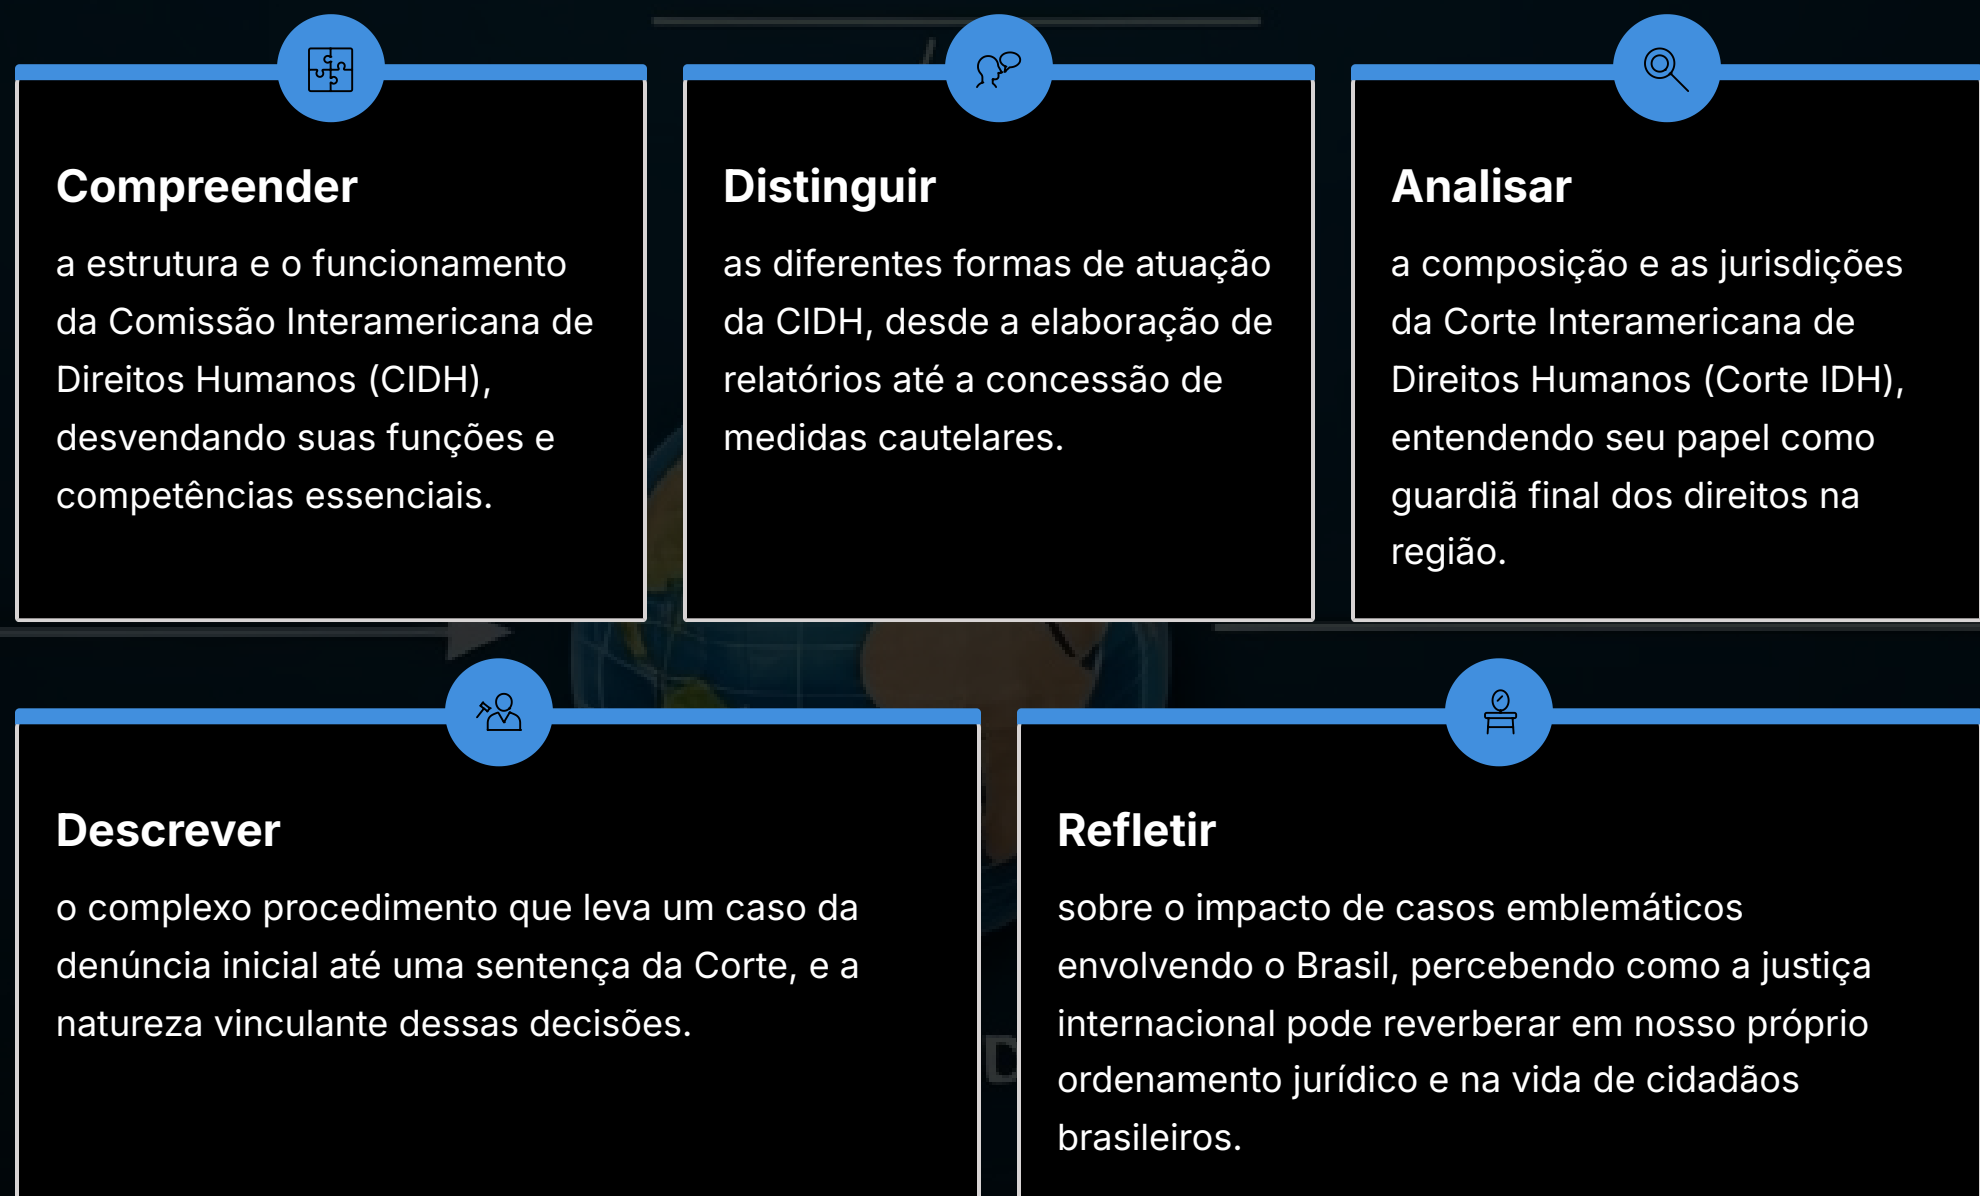 Compreender
a estrutura e o funcionamento
da Comissão Interamericana de
Direitos Humanos (CIDH),
desvendando suas funções e
competências essenciais.
Distinguir
as diferentes formas de atuação
da CIDH, desde a elaboração de
relatórios até a concessão de
medidas cautelares.
Analisar
a composição e as jurisdições
da Corte Interamericana de
Direitos Humanos (Corte IDH),
entendendo seu papel como
guardiã final dos direitos na
região.
Descrever
o complexo procedimento que leva um caso da
denúncia inicial até uma sentença da Corte, e a
natureza vinculante dessas decisões.
Refletir
sobre o impacto de casos emblemáticos
envolvendo o Brasil, percebendo como a justiça
internacional pode reverberar em nosso próprio
ordenamento jurídico e na vida de cidadãos
brasileiros.